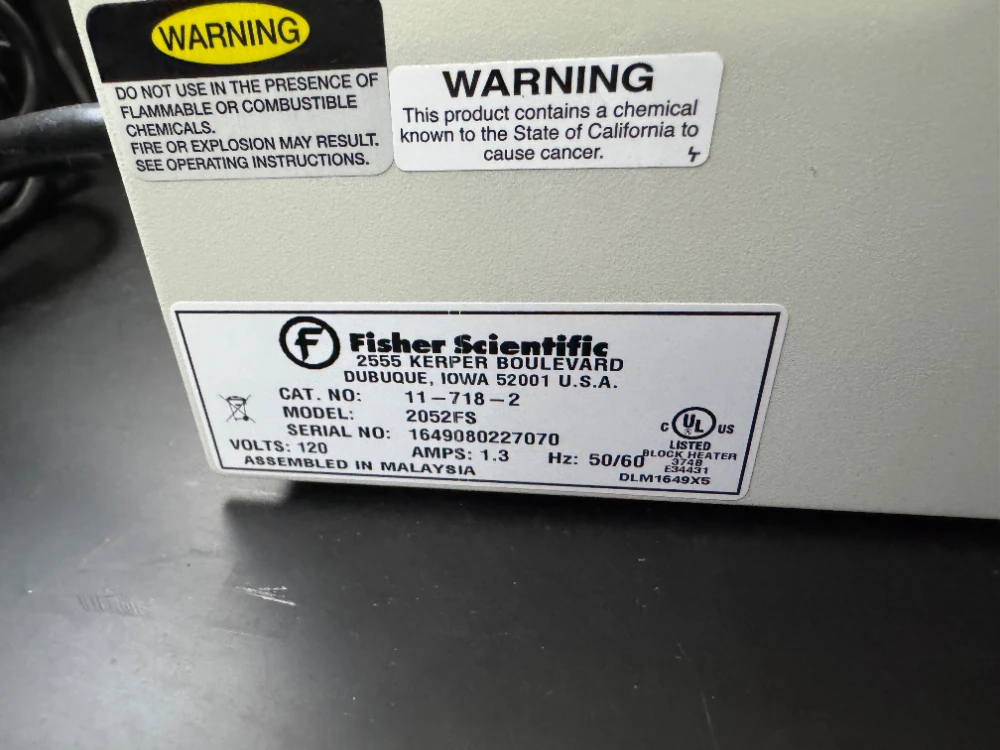 WARNING
DO NOT USE IN THE PRESENCE OF
FLAMMABLE OR COMBUSTIBLE
CHEMICALS.
FIRE OR EXPLOSION MAY RESULT.
SEE OPERATING INSTRUCTIONS.
WARNING
This product contains a chemical
known to the State of California to
cause cancer.
f Fisher Scientific
2555 KERPER BOULEVARD
DUBUQUE, IOWA 52001 U.S.A.
CAT. NO: 11-718-2
MODEL: 2052FS
SERIAL NO: 1649080227070
VOLTS: 120 AMPS: 1.3 Hz: 50/60
ASSEMBLED IN MALAYSIA
C UL US
LISTED
BLOCK HEATER
374B
E34431
DLM1649X5